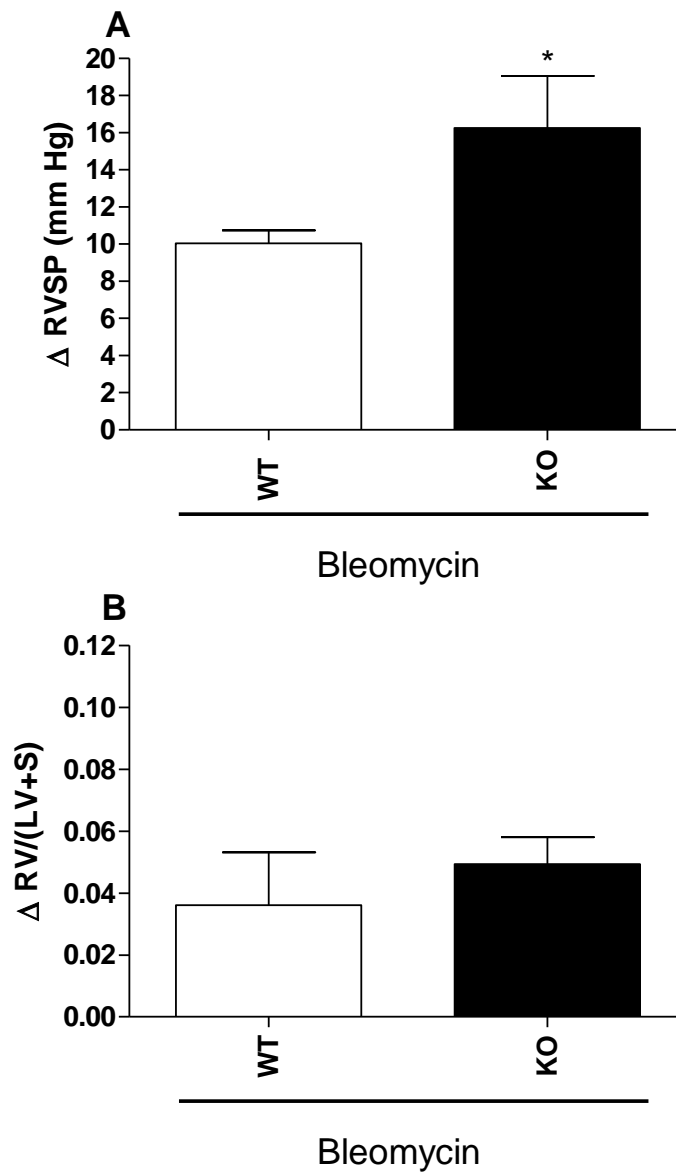 A
*
20
18
16
14
12
10
8
6
4
2
0
Δ RVSP (mm Hg)
WT
KO
Bleomycin
B
0.12
0.10
0.08
0.06
0.04
0.02
0.00
Δ RV/(LV+S)
WT
KO
Bleomycin